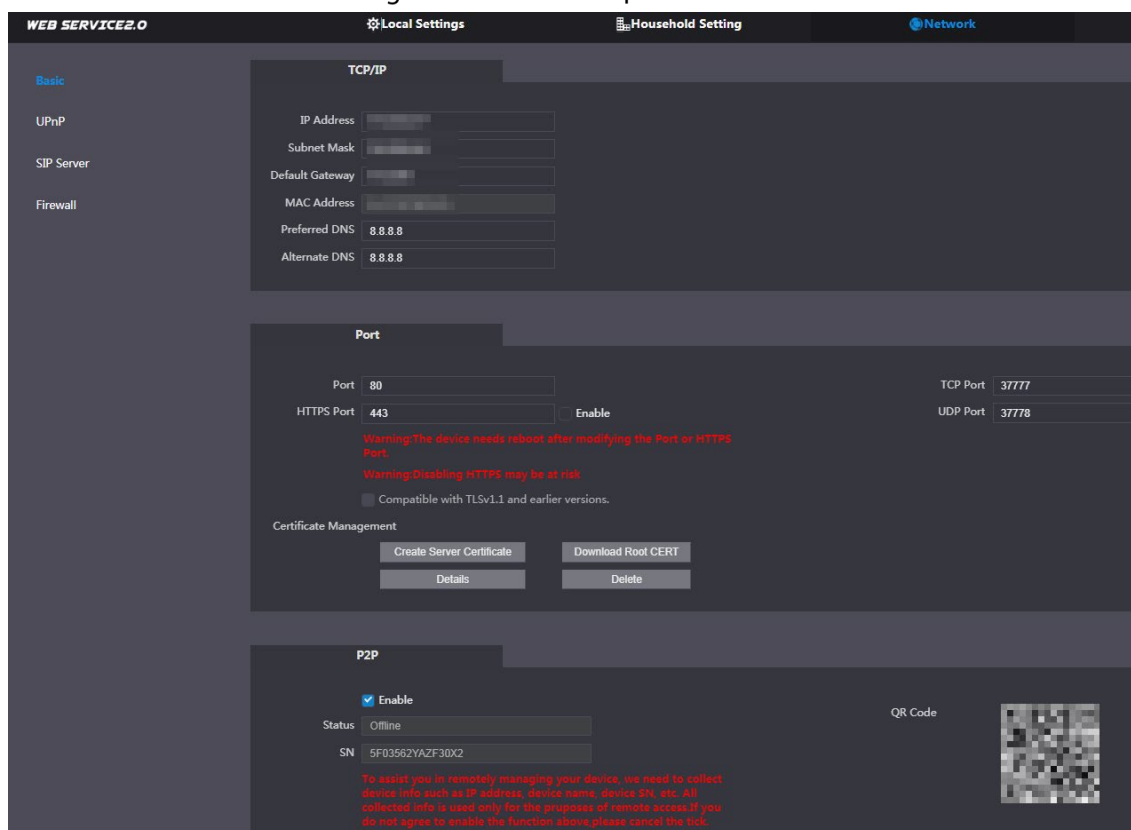 WEB SERVICE2.0
Local Settings
Household Setting
Network
Basic
UPnP
SIP Server
Firewall
TCP/IP
IP Address
Subnet Mask
Default Gateway
MAC Address
Preferred DNS 8.8.8.8
Alternate DNS 8.8.8.8
Port
Port 80
TCP Port 37777
HTTPS Port 443 Enable
UDP Port 37778
Warning:The device needs reboot after modifying the Port or HTTPS
Port.
Warning:Disabling HTTPS may be at risk
Compatible with TLSv1.1 and earlier versions.
Certificate Management
Create Server Certificate
Download Root CERT
Details
Delete
P2P
Enable
QR Code
Status Offline
SN 5F03562YAZF30X2
To assist you in remotely managing your device, we need to collect
device info such as IP address, device name, device SN, etc. All
collected info is used only for the pruposes of remote access.If you
do not agree to enable the function above,please cancel the tick.